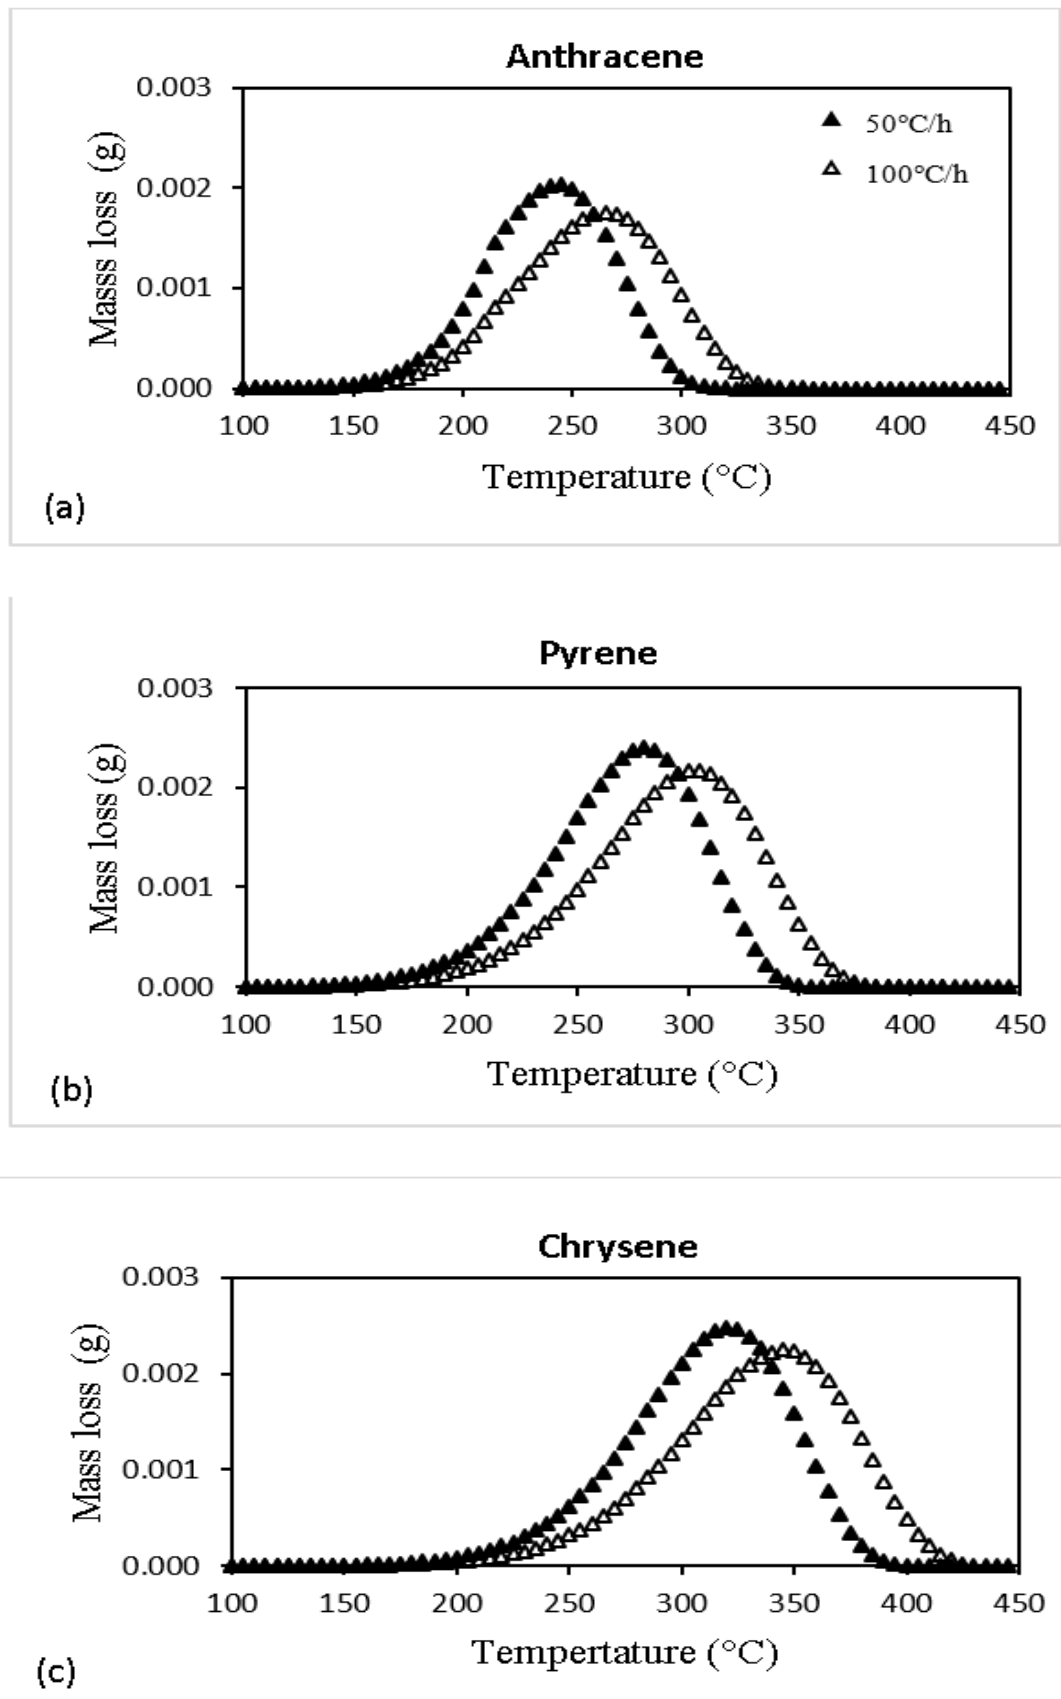 Anthracene
0.003
0.002
0.001
0.000
Masss loss (g)
50°C/h
100°C/h
100 150 200 250 300 350 400 450
Temperature (°C)
(a)
Pyrene
0.003
0.002
0.001
0.000
Mass loss (g)
100 150 200 250 300 350 400 450
Temperature (°C)
(b)
Chrysene
0.003
0.002
0.001
0.000
Mass loss (g)
100 150 200 250 300 350 400 450
Tempertature (°C)
(c)